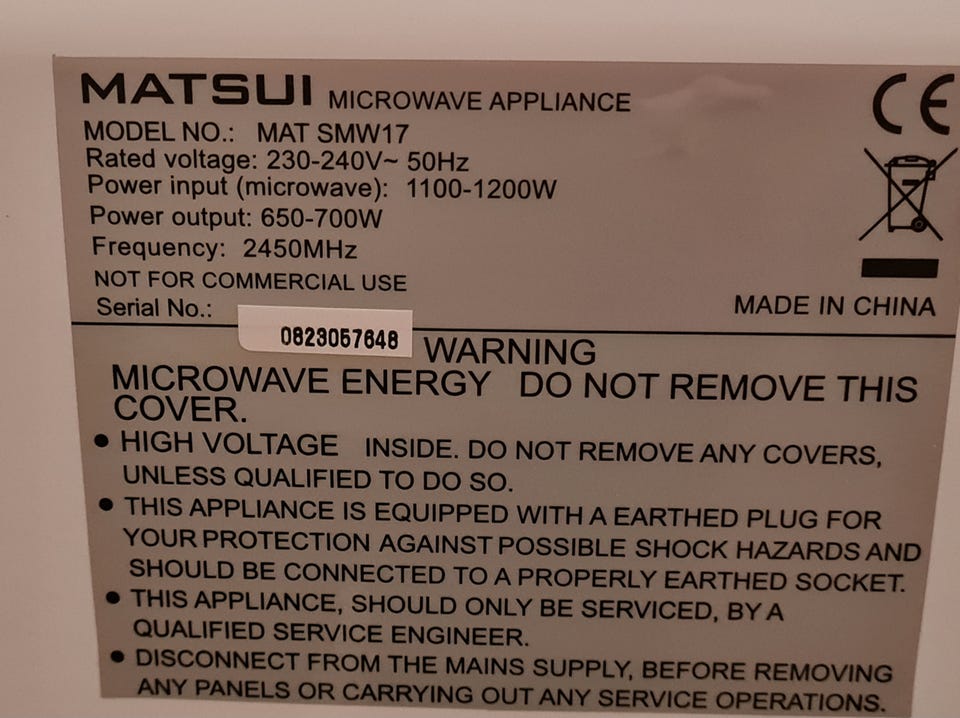 MATSUI MICROWAVE APPLIANCE
MODEL NO.: MAT SMW17
Rated voltage: 230-240V~ 50Hz
Power input (microwave): 1100-1200W
Power output: 650-700W
Frequency: 2450MHz
NOT FOR COMMERCIAL USE
Serial No.:
0823057648
CE
MADE IN CHINA
WARNING
MICROWAVE ENERGY DO NOT REMOVE THIS
COVER.
● HIGH VOLTAGE INSIDE. DO NOT REMOVE ANY COVERS,
UNLESS QUALIFIED TO DO SO.
● THIS APPLIANCE IS EQUIPPED WITH A EARTHED PLUG FOR
YOUR PROTECTION AGAINST POSSIBLE SHOCK HAZARDS AND
SHOULD BE CONNECTED TO A PROPERLY EARTHED SOCKET.
● THIS APPLIANCE, SHOULD ONLY BE SERVICED, BY A
QUALIFIED SERVICE ENGINEER.
● DISCONNECT FROM THE MAINS SUPPLY, BEFORE REMOVING
ANY PANELS OR CARRYING OUT ANY SERVICE OPERATIONS.